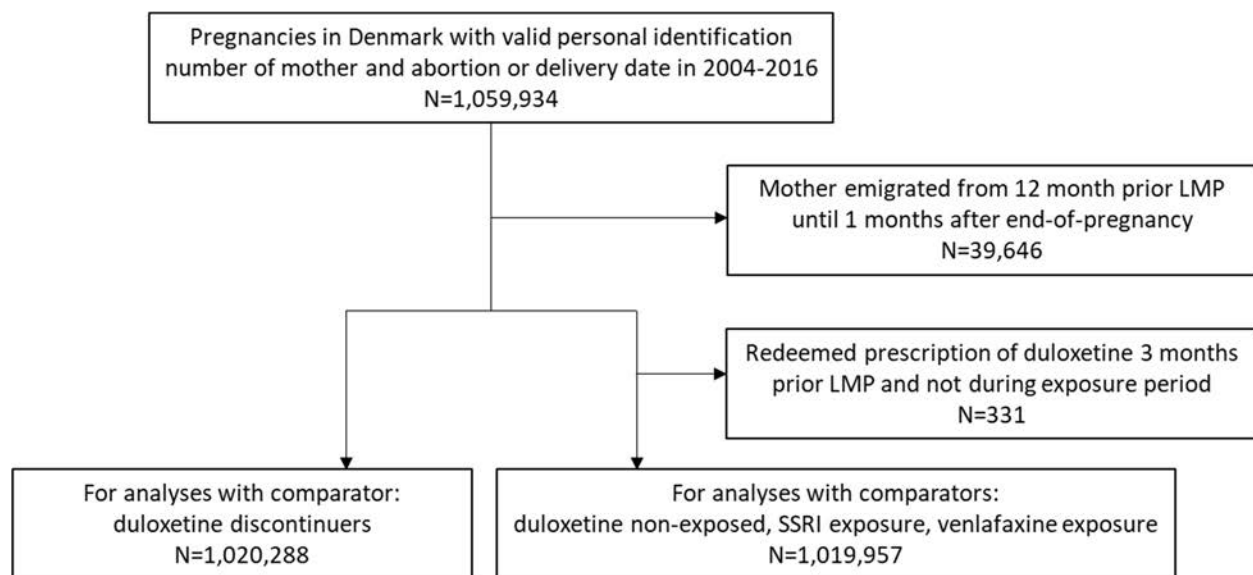 Pregnancies in Denmark with valid personal identification
number of mother and abortion or delivery date in 2004-2016
N=1,059,934
Mother emigrated from 12 month prior LMP
until 1 months after end-of-pregnancy
N=39,646
Redeemed prescription of duloxetine 3 months
prior LMP and not during exposure period
N=331
For analyses with comparator:
duloxetine discontinuers
N=1,020,288
For analyses with comparators:
duloxetine non-exposed, SSRI exposure, venlafaxine exposure
N=1,019,957